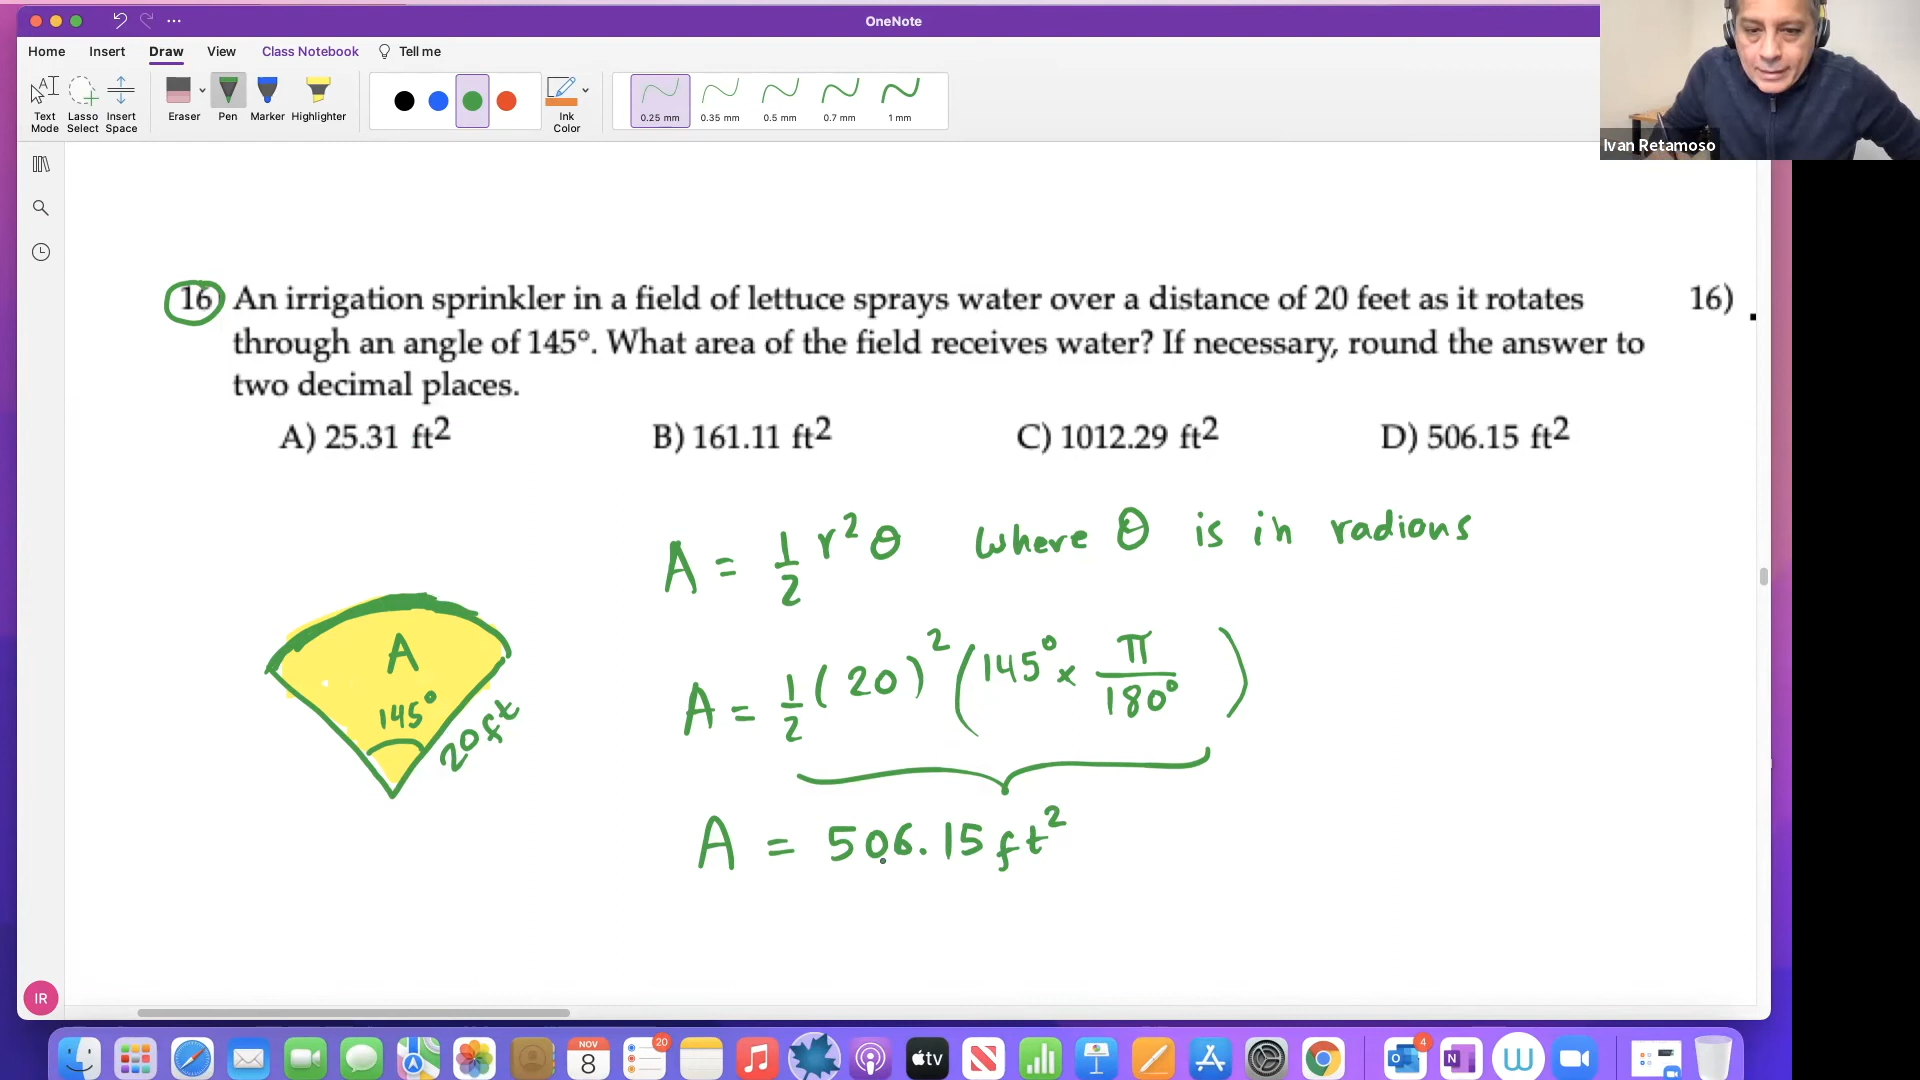 OneNote
Home Insert Draw View Class Notebook Tell me
Text Mode
Lasso Select
Insert Space
Eraser
Pen
Marker
Highlighter
Ink Color
0.25 mm
0.35 mm
0.5 mm
0.7 mm
1 mm
Ivan Retamoso
16 An irrigation sprinkler in a field of lettuce sprays water over a distance of 20 feet as it rotates 16)
through an angle of 145°. What area of the field receives water? If necessary, round the answer to
two decimal places.
A) 25.31 ft² B) 161.11 ft² C) 1012.29 ft² D) 506.15 ft²
A = 1/2 r² θ where θ is in radians
A
145°
20 ft
A = 1/2 (20)² (145° x π/180°)
A = 506.15 ft²
IR
NOV
8
20
tv
4